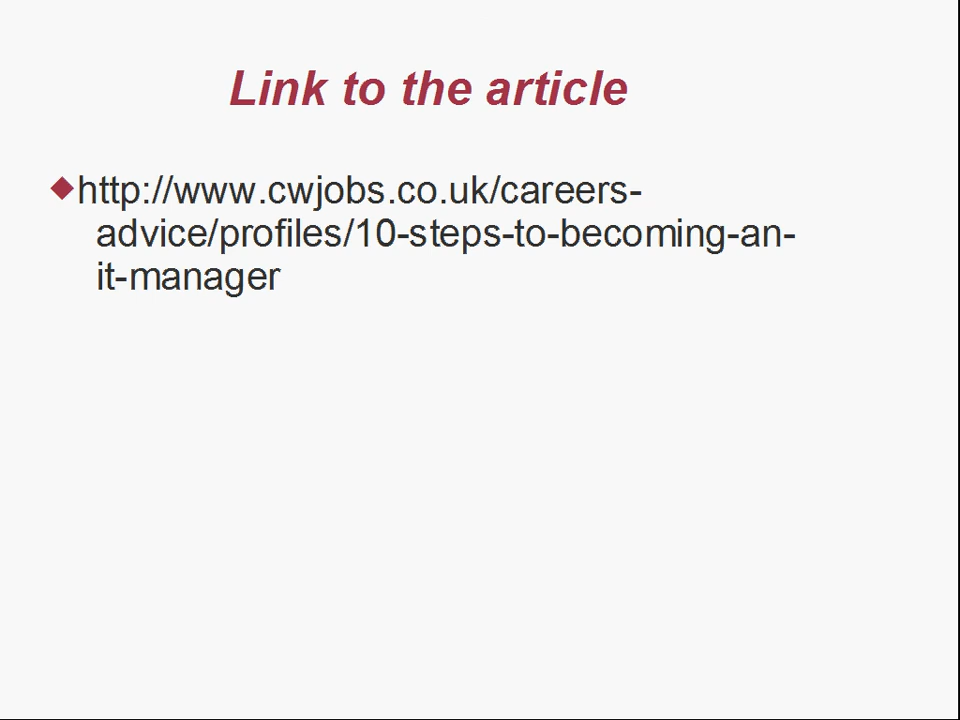 Link to the article
http://www.cwjobs.co.uk/careers-
advice/profiles/10-steps-to-becoming-an-
it-manager